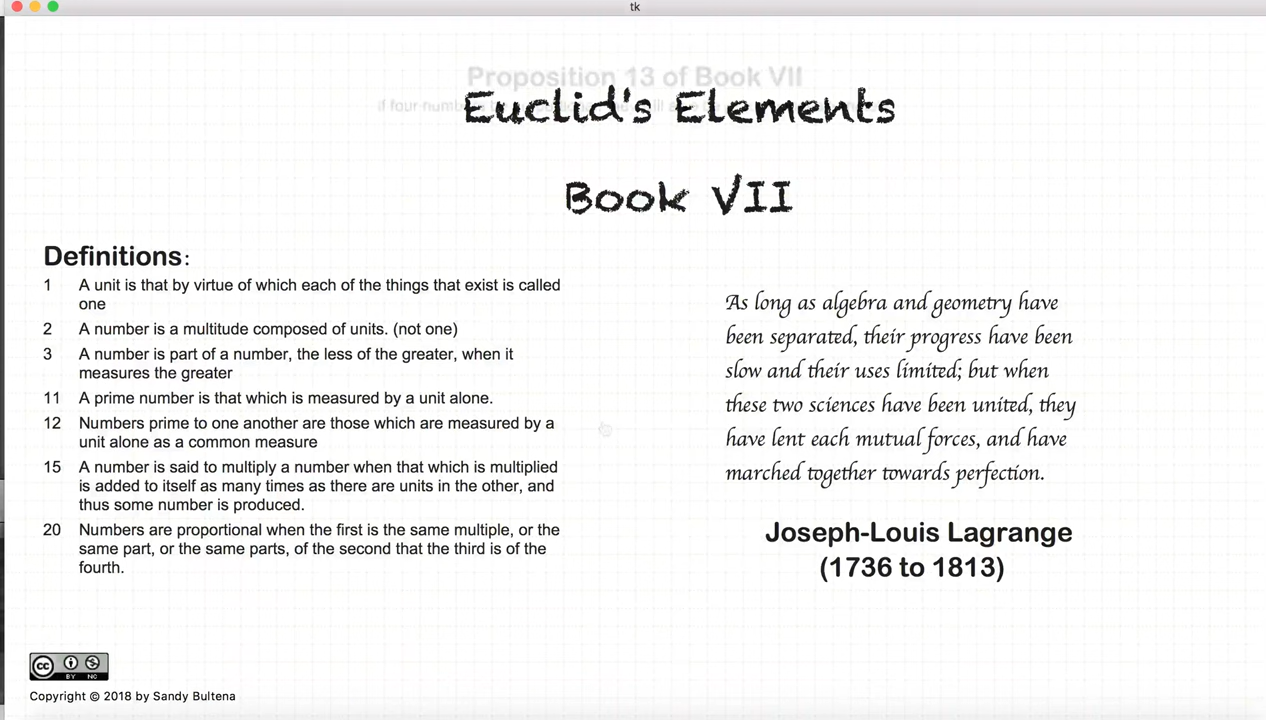 tk
Proposition 13 of Book VII
if four numb
Euclid's Elements
Book VII
Definitions:
1 A unit is that by virtue of which each of the things that exist is called
one
2 A number is a multitude composed of units. (not one)
3 A number is part of a number, the less of the greater, when it
measures the greater
11 A prime number is that which is measured by a unit alone.
12 Numbers prime to one another are those which are measured by a
unit alone as a common measure
15 A number is said to multiply a number when that which is multiplied
is added to itself as many times as there are units in the other, and
thus some number is produced.
20 Numbers are proportional when the first is the same multiple, or the
same part, or the same parts, of the second that the third is of the
fourth.
As long as algebra and geometry have
been separated, their progress have been
slow and their uses limited; but when
these two sciences have been united, they
have lent each mutual forces, and have
marched together towards perfection.
Joseph-Louis Lagrange
(1736 to 1813)
cc
BY NC
Copyright © 2018 by Sandy Bultena